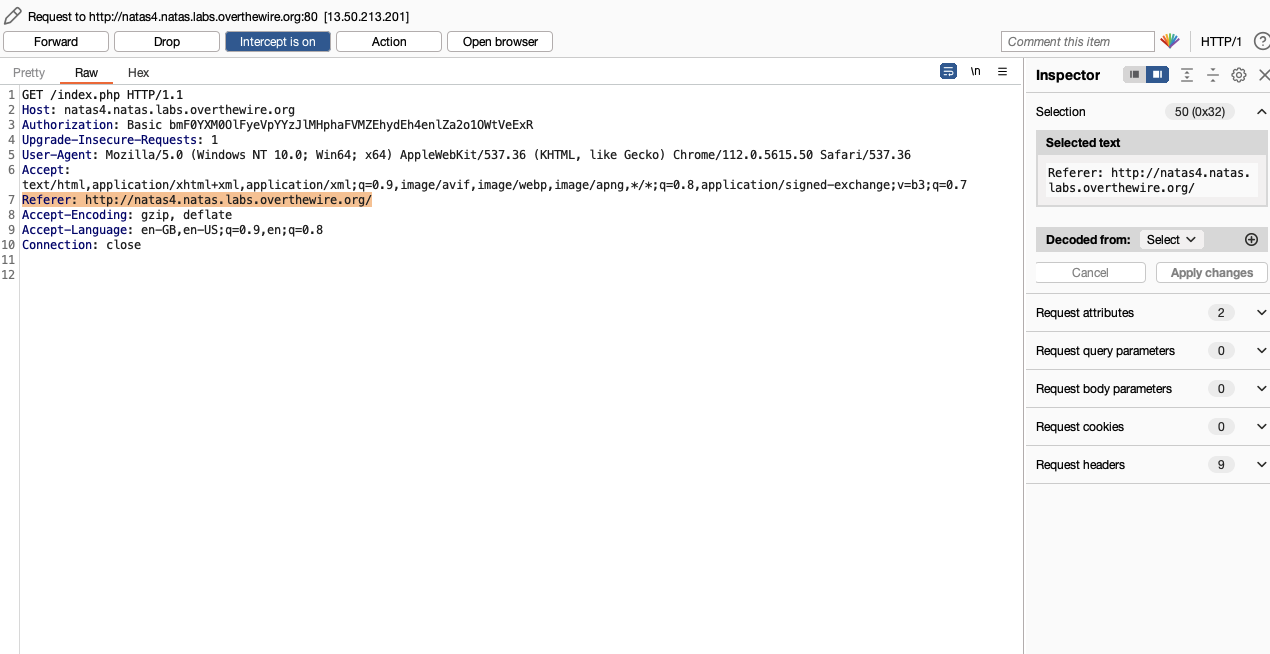 Request to http://natas4.natas.labs.overthewire.org:80 [13.50.213.201]
Forward Drop Intercept is on Action Open browser Comment this item HTTP/1 ?
Pretty Raw Hex \n
1 GET /index.php HTTP/1.1
2 Host: natas4.natas.labs.overthewire.org
3 Authorization: Basic bmF0YXM0OlFyeVpYYzJlMHphaFVMZEhydEh4enlZa2o1OWtVeExR
4 Upgrade-Insecure-Requests: 1
5 User-Agent: Mozilla/5.0 (Windows NT 10.0; Win64; x64) AppleWebKit/537.36 (KHTML, like Gecko) Chrome/112.0.5615.50 Safari/537.36
6 Accept:
text/html,application/xhtml+xml,application/xml;q=0.9,image/avif,image/webp,image/apng,*/*;q=0.8,application/signed-exchange;v=b3;q=0.7
7 Referer: http://natas4.natas.labs.overthewire.org/
8 Accept-Encoding: gzip, deflate
9 Accept-Language: en-GB,en-US;q=0.9,en;q=0.8
10 Connection: close
11
12
Inspector
Selection 50 (0x32)
Selected text
Referer: http://natas4.natas.
labs.overthewire.org/
Decoded from: Select
Cancel Apply changes
Request attributes 2
Request query parameters 0
Request body parameters 0
Request cookies 0
Request headers 9